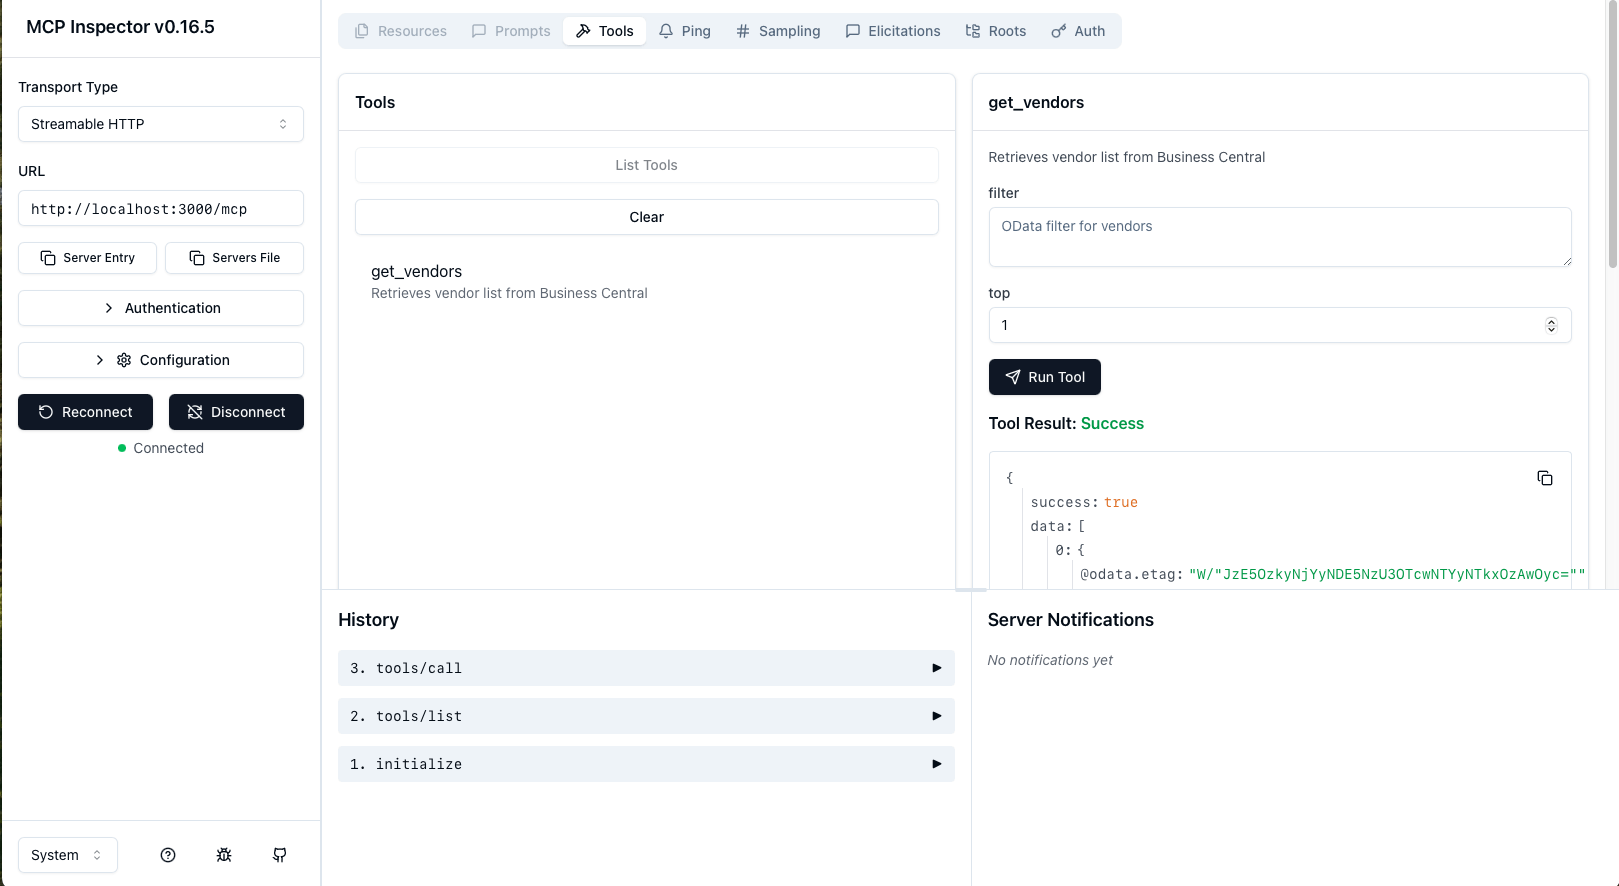 MCP Inspector v0.16.5
Transport Type
Streamable HTTP
URL
http://localhost:3000/mcp
Server Entry
Servers File
Authentication
Configuration
Reconnect
Disconnect
Connected
System
Resources
Prompts
Tools
Ping
Sampling
Elicitations
Roots
Auth
Tools
List Tools
Clear
get_vendors
Retrieves vendor list from Business Central
get_vendors
Retrieves vendor list from Business Central
filter
OData filter for vendors
top
1
Run Tool
Tool Result: Success
{
success: true
data: [
0: {
@odata.etag: "W/"JzE5OzkyNjYyNDE5NzU3OTcwNTYyNTkxOzAwOyc=""
History
3. tools/call
2. tools/list
1. initialize
Server Notifications
No notifications yet